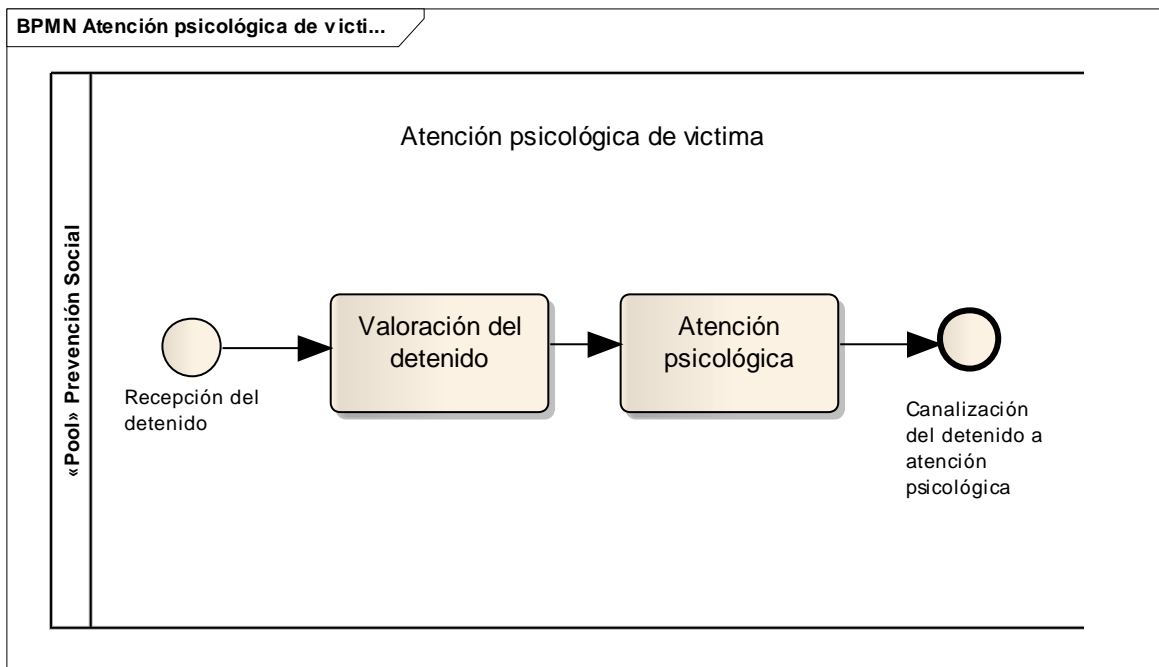 BPMN Atención psicológica de victi...
Atención psicológica de victima
«Pool» Prevención Social
Recepción del
detenido
Valoración del
detenido
Atención
psicológica
Canalización
del detenido a
atención
psicológica